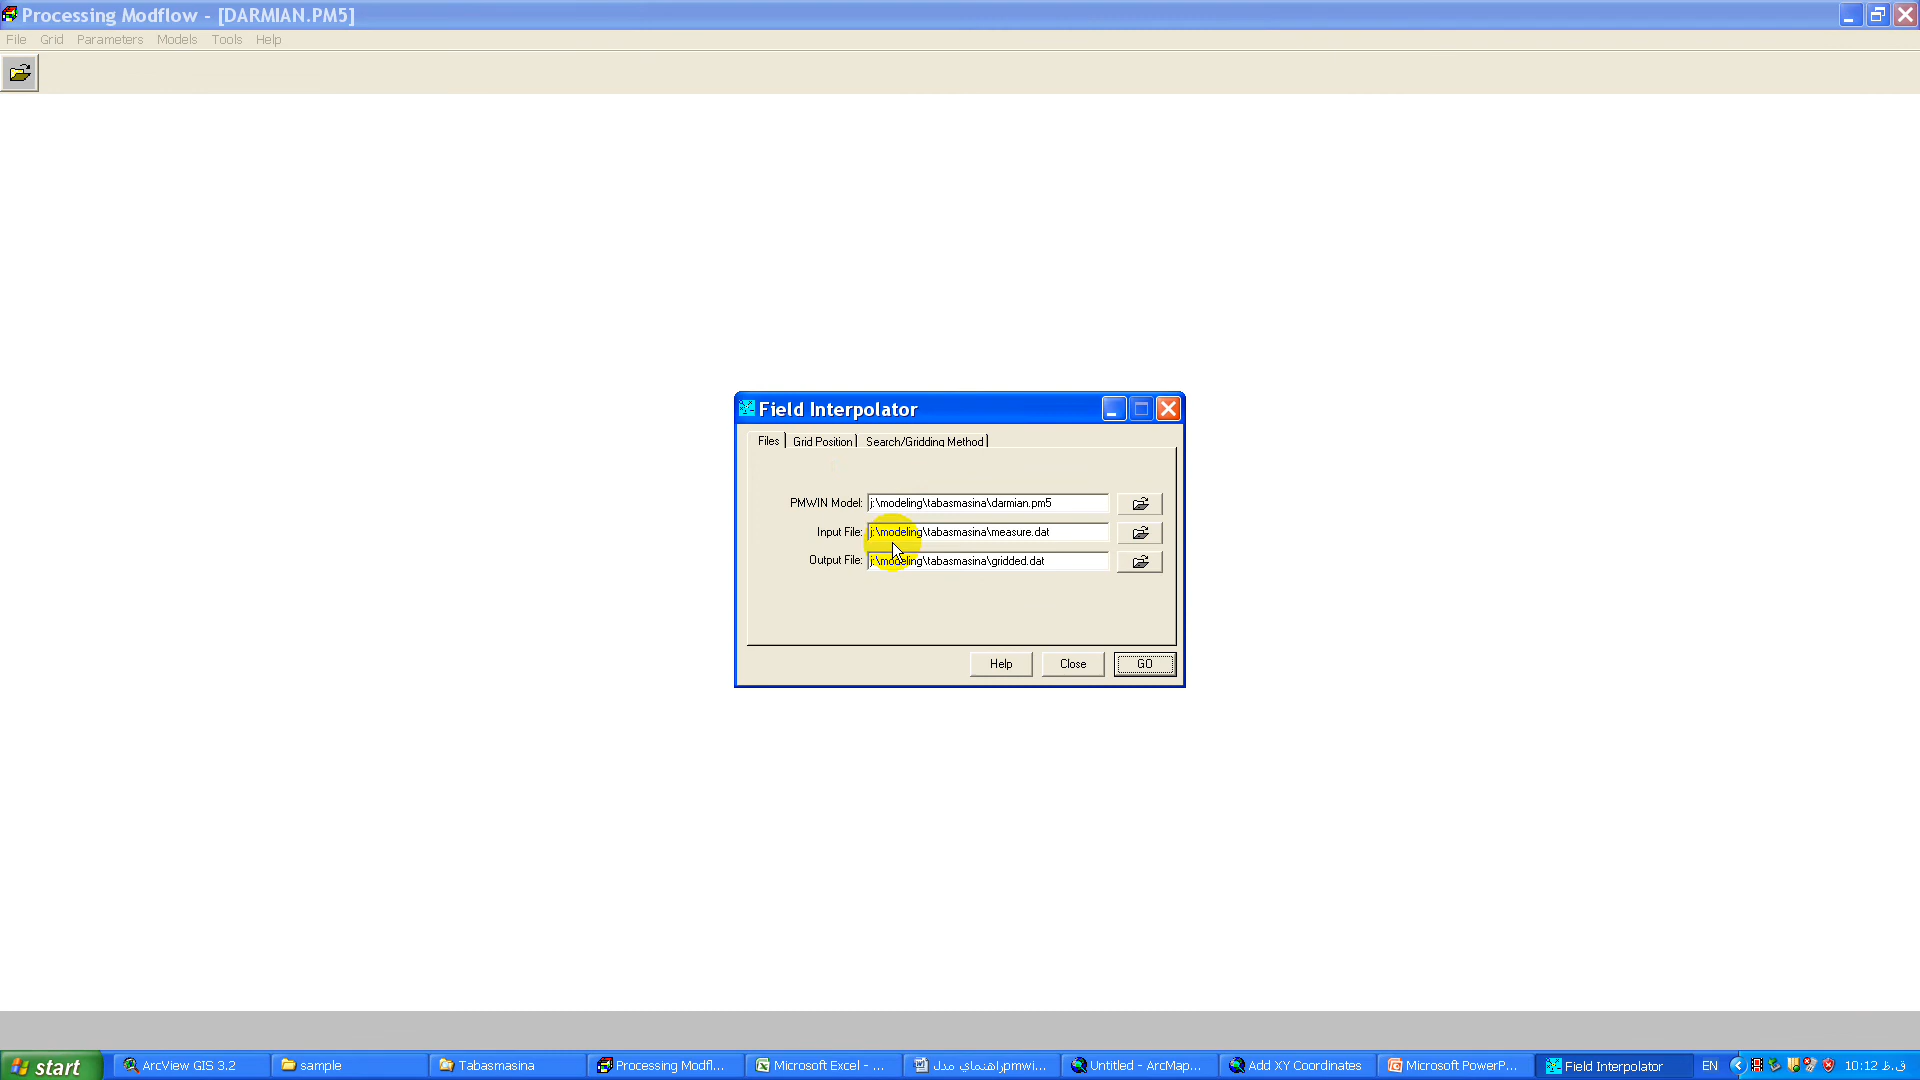 Processing Modflow - [DARMIAN.PM5]
File Grid Parameters Models Tools Help
Field Interpolator
Files Grid Position Search/Gridding Method
PMWIN Model: j:\modeling\tabasmasina\darmian.pm5
Input File: j:\modeling\tabasmasina\measure.dat
Output File: j:\modeling\tabasmasina\gridded.dat
Help Close GO
start ArcView GIS 3.2 sample Tabasmasina Processing Modfl... Microsoft Excel - ... راهنماي مدلpmwi... Untitled - ArcMap... Add XY Coordinates Microsoft PowerP... Field Interpolator EN 10:12 ق.ظ